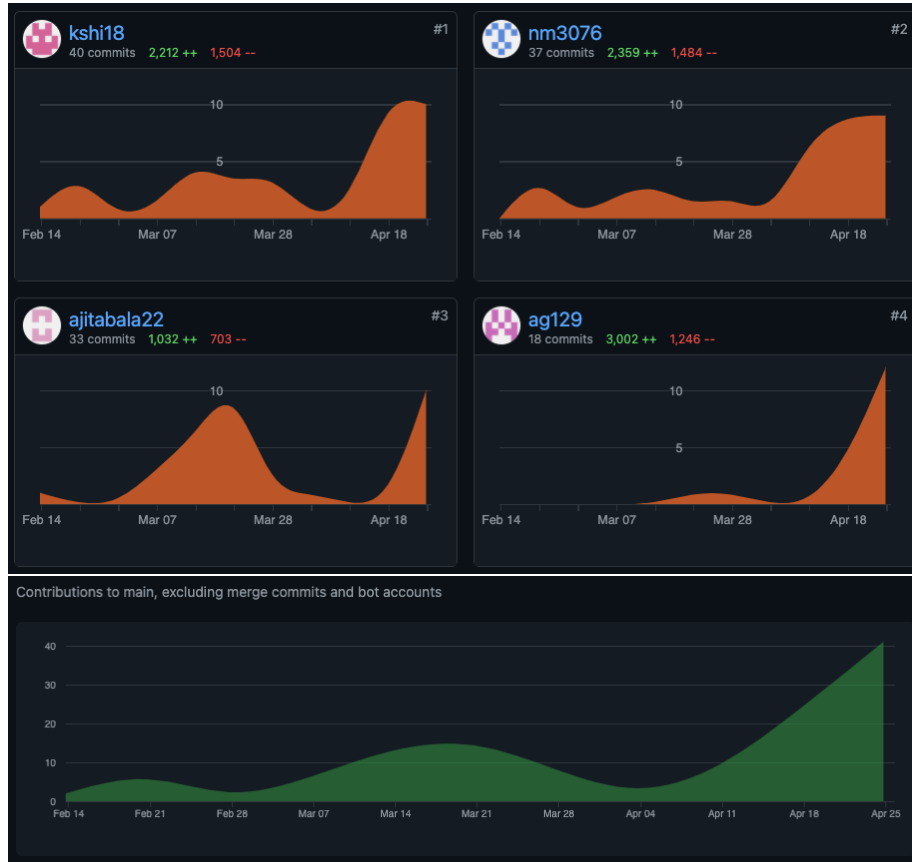 kshi18 #1
40 commits 2,212 ++ 1,504 --
10
5
Feb 14 Mar 07 Mar 28 Apr 18
nm3076 #2
37 commits 2,359 ++ 1,484 --
10
5
Feb 14 Mar 07 Mar 28 Apr 18
ajitabala22 #3
33 commits 1,032 ++ 703 --
10
Feb 14 Mar 07 Mar 28 Apr 18
ag129 #4
18 commits 3,002 ++ 1,246 --
10
5
Feb 14 Mar 07 Mar 28 Apr 18
Contributions to main, excluding merge commits and bot accounts
40
30
20
10
0
Feb 14 Feb 21 Feb 28 Mar 07 Mar 14 Mar 21 Mar 28 Apr 04 Apr 11 Apr 18 Apr 25